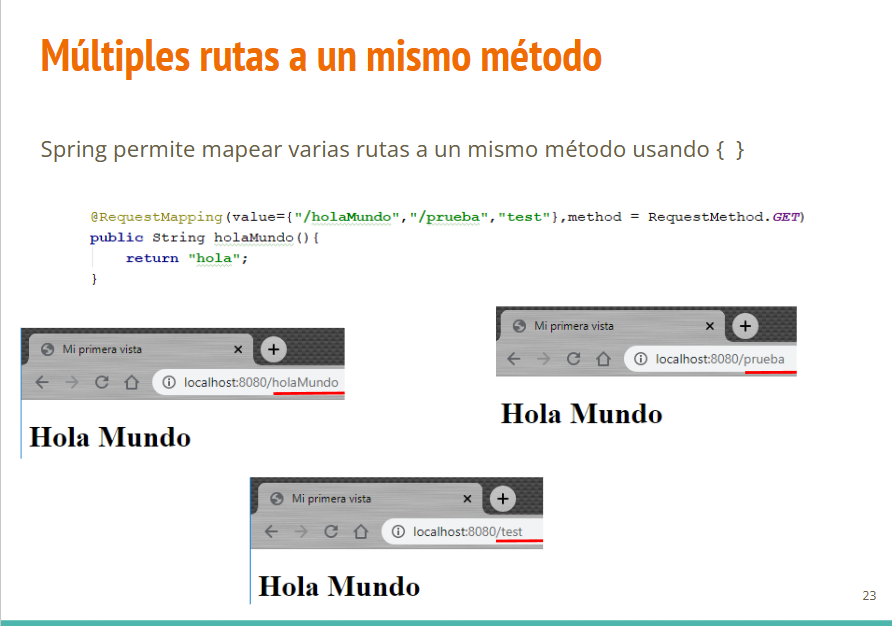 Múltiples rutas a un mismo método
Spring permite mapear varias rutas a un mismo método usando { }
@RequestMapping(value={"/holaMundo","/prueba","test"},method = RequestMethod.GET)
public String holaMundo(){
return "hola";
}
Mi primera vista
localhost:8080/holaMundo
Hola Mundo
Mi primera vista
localhost:8080/prueba
Hola Mundo
Mi primera vista
localhost:8080/test
Hola Mundo
23